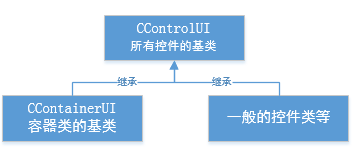 CControlUI
所有控件的基类
继承
继承
CContainerUI
容器类的基类
一般的控件类等